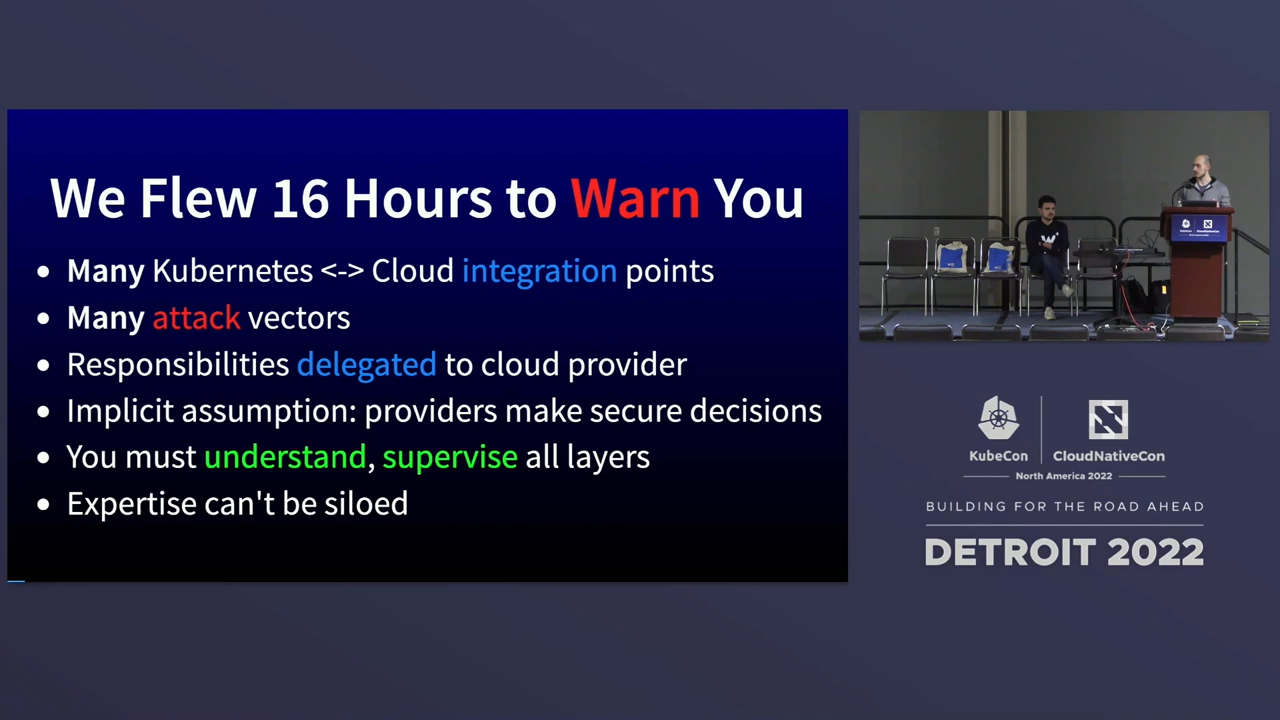 We Flew 16 Hours to Warn You
Many Kubernetes <-> Cloud integration points
Many attack vectors
Responsibilities delegated to cloud provider
Implicit assumption: providers make secure decisions
You must understand, supervise all layers
Expertise can't be siloed
KubeCon
CloudNativeCon
North America 2022
BUILDING FOR THE ROAD AHEAD
DETROIT 2022